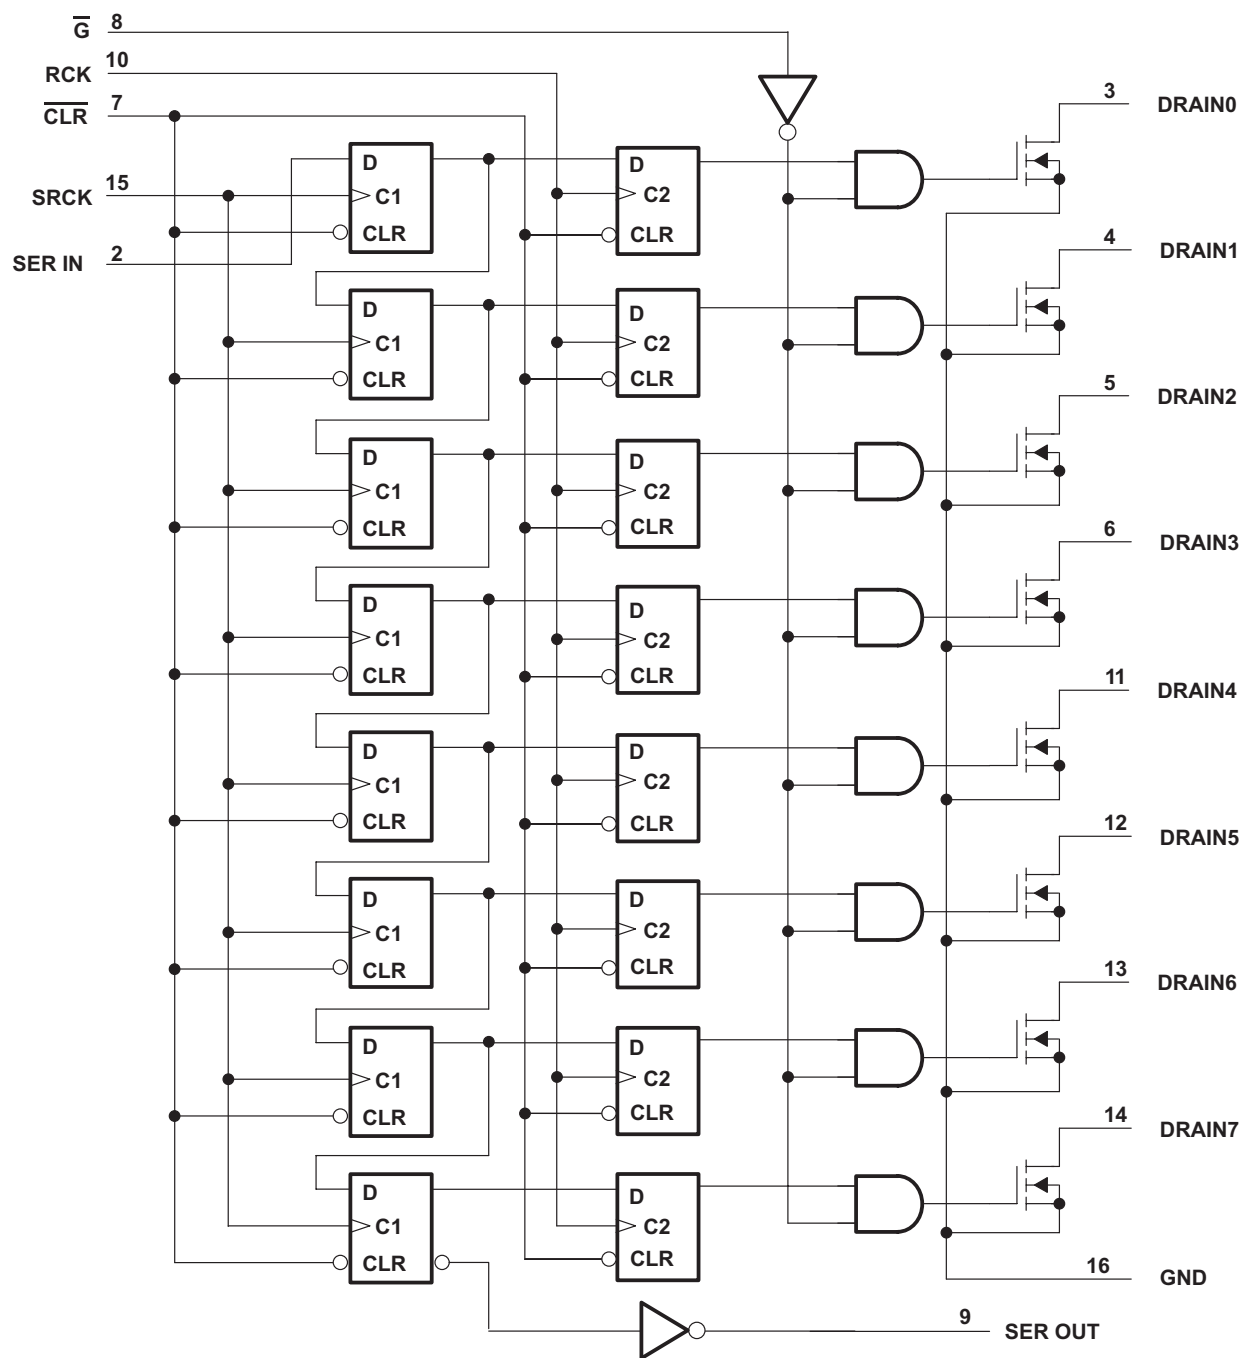 G̅ 8
RCK 10
C̅L̅R̅ 7
SRCK 15
SER IN 2
D
C1
CLR
D
C2
CLR
3 DRAIN0
D
C1
CLR
D
C2
CLR
4 DRAIN1
D
C1
CLR
D
C2
CLR
5 DRAIN2
D
C1
CLR
D
C2
CLR
6 DRAIN3
D
C1
CLR
D
C2
CLR
11 DRAIN4
D
C1
CLR
D
C2
CLR
12 DRAIN5
D
C1
CLR
D
C2
CLR
13 DRAIN6
D
C1
CLR
D
C2
CLR
14 DRAIN7
16 GND
9 SER OUT